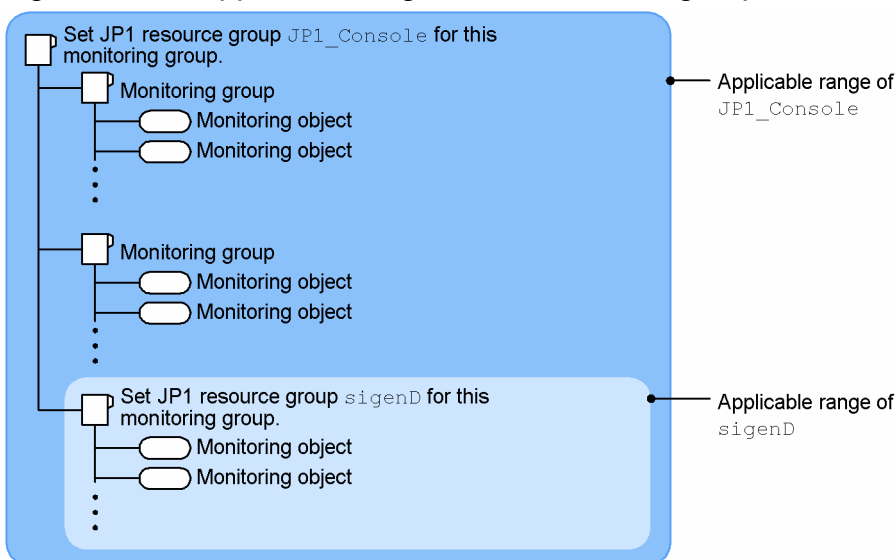 Set JP1 resource group JP1_Console for this
monitoring group.
Monitoring group
Applicable range of
JP1_Console
Monitoring object
Monitoring object
Monitoring group
Monitoring object
Monitoring object
Set JP1 resource group sigenD for this
monitoring group.
Applicable range of
sigenD
Monitoring object
Monitoring object